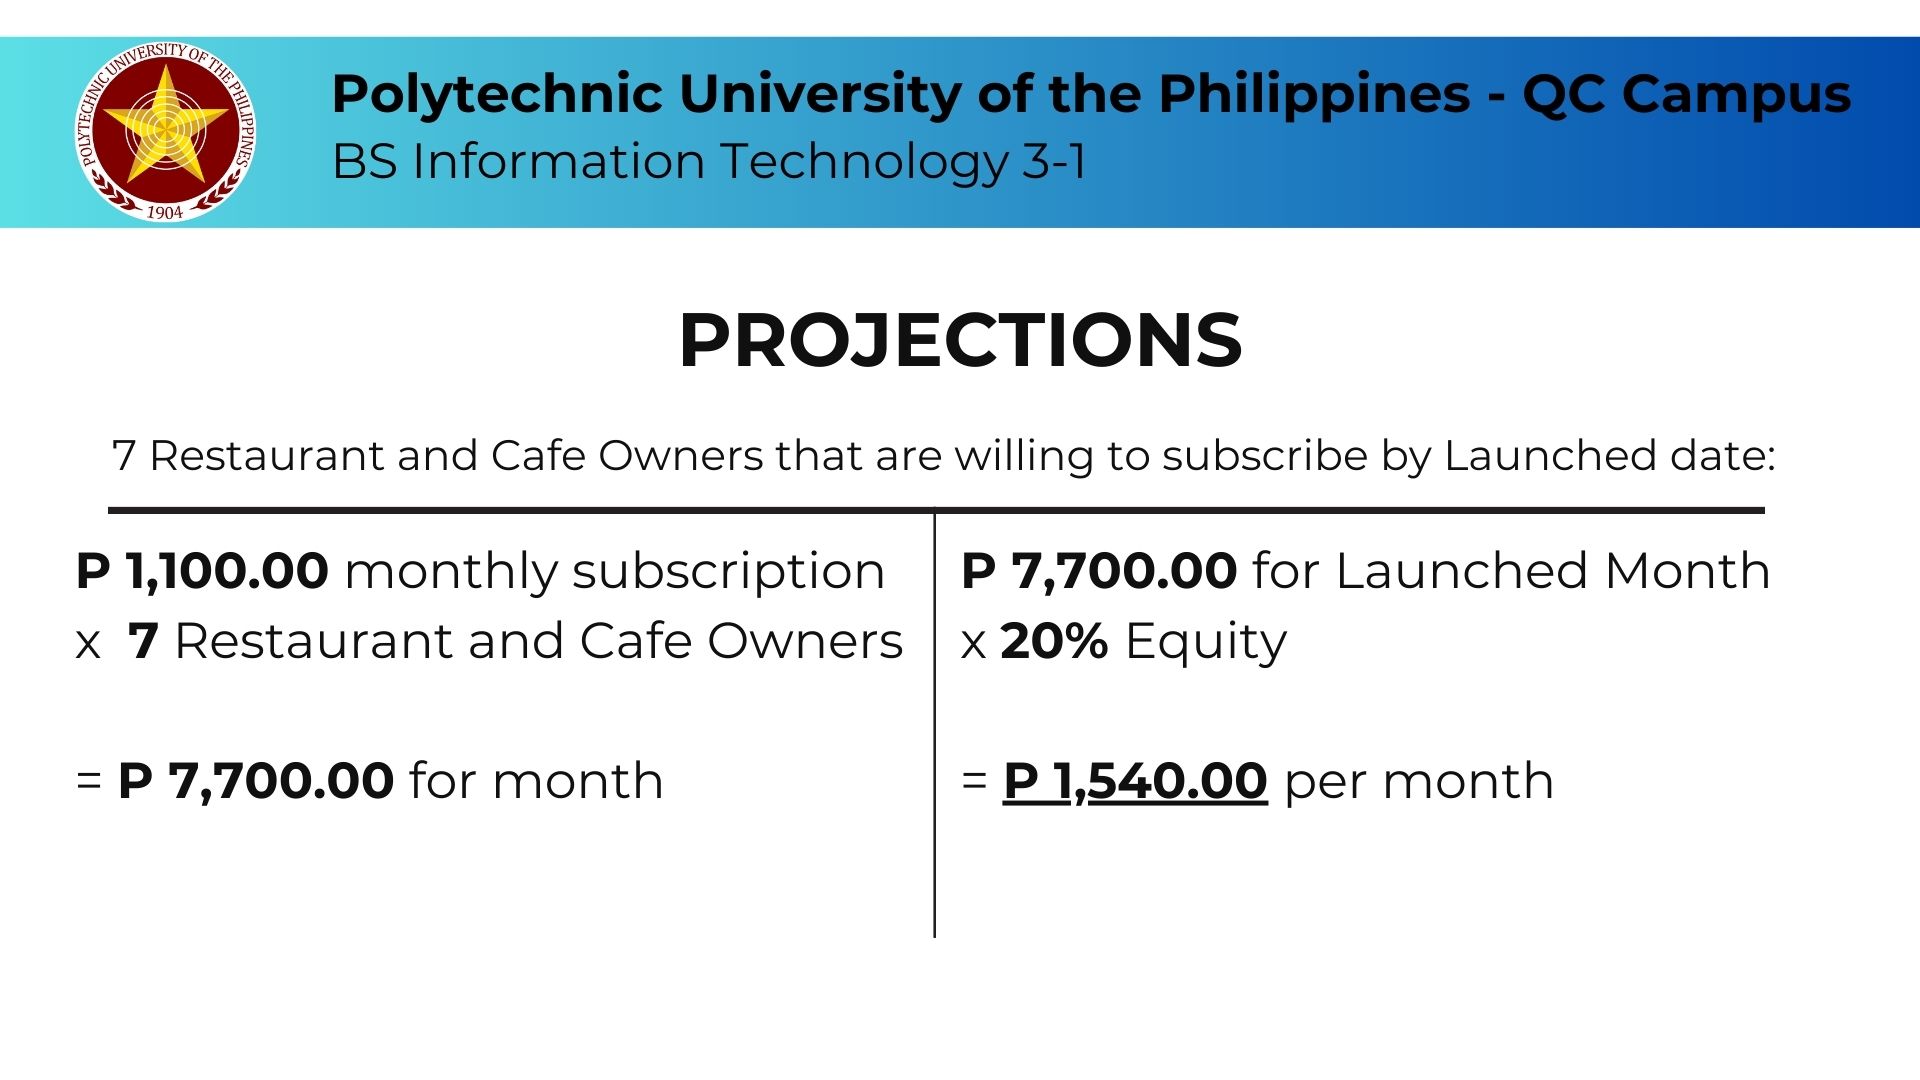 POLYTECHNIC UNIVERSITY OF THE PHILIPPINES
1904
Polytechnic University of the Philippines - QC Campus
BS Information Technology 3-1
PROJECTIONS
7 Restaurant and Cafe Owners that are willing to subscribe by Launched date:
P 1,100.00 monthly subscription
x 7 Restaurant and Cafe Owners
= P 7,700.00 for month
P 7,700.00 for Launched Month
x 20% Equity
= P 1,540.00 per month